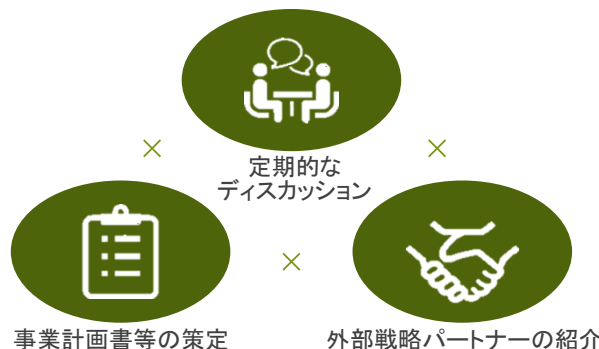 ×
×
定期的な
ディスカッション
×
事業計画書等の策定
外部戦略パートナーの紹介